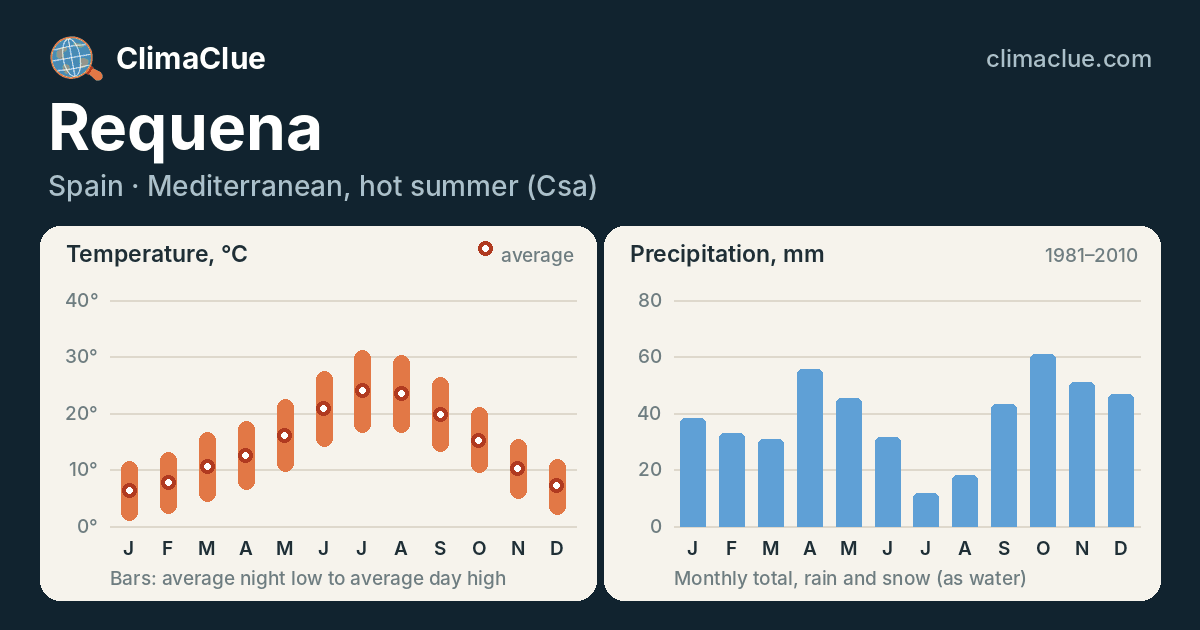 ClimaClue
climaclue.com
Requena
Spain · Mediterranean, hot summer (Csa)
Temperature, °C
average
40°
30°
20°
10°
0°
J F M A M J J A S O N D
Bars: average night low to average day high
Precipitation, mm
1981–2010
80
60
40
20
0
J F M A M J J A S O N D
Monthly total, rain and snow (as water)